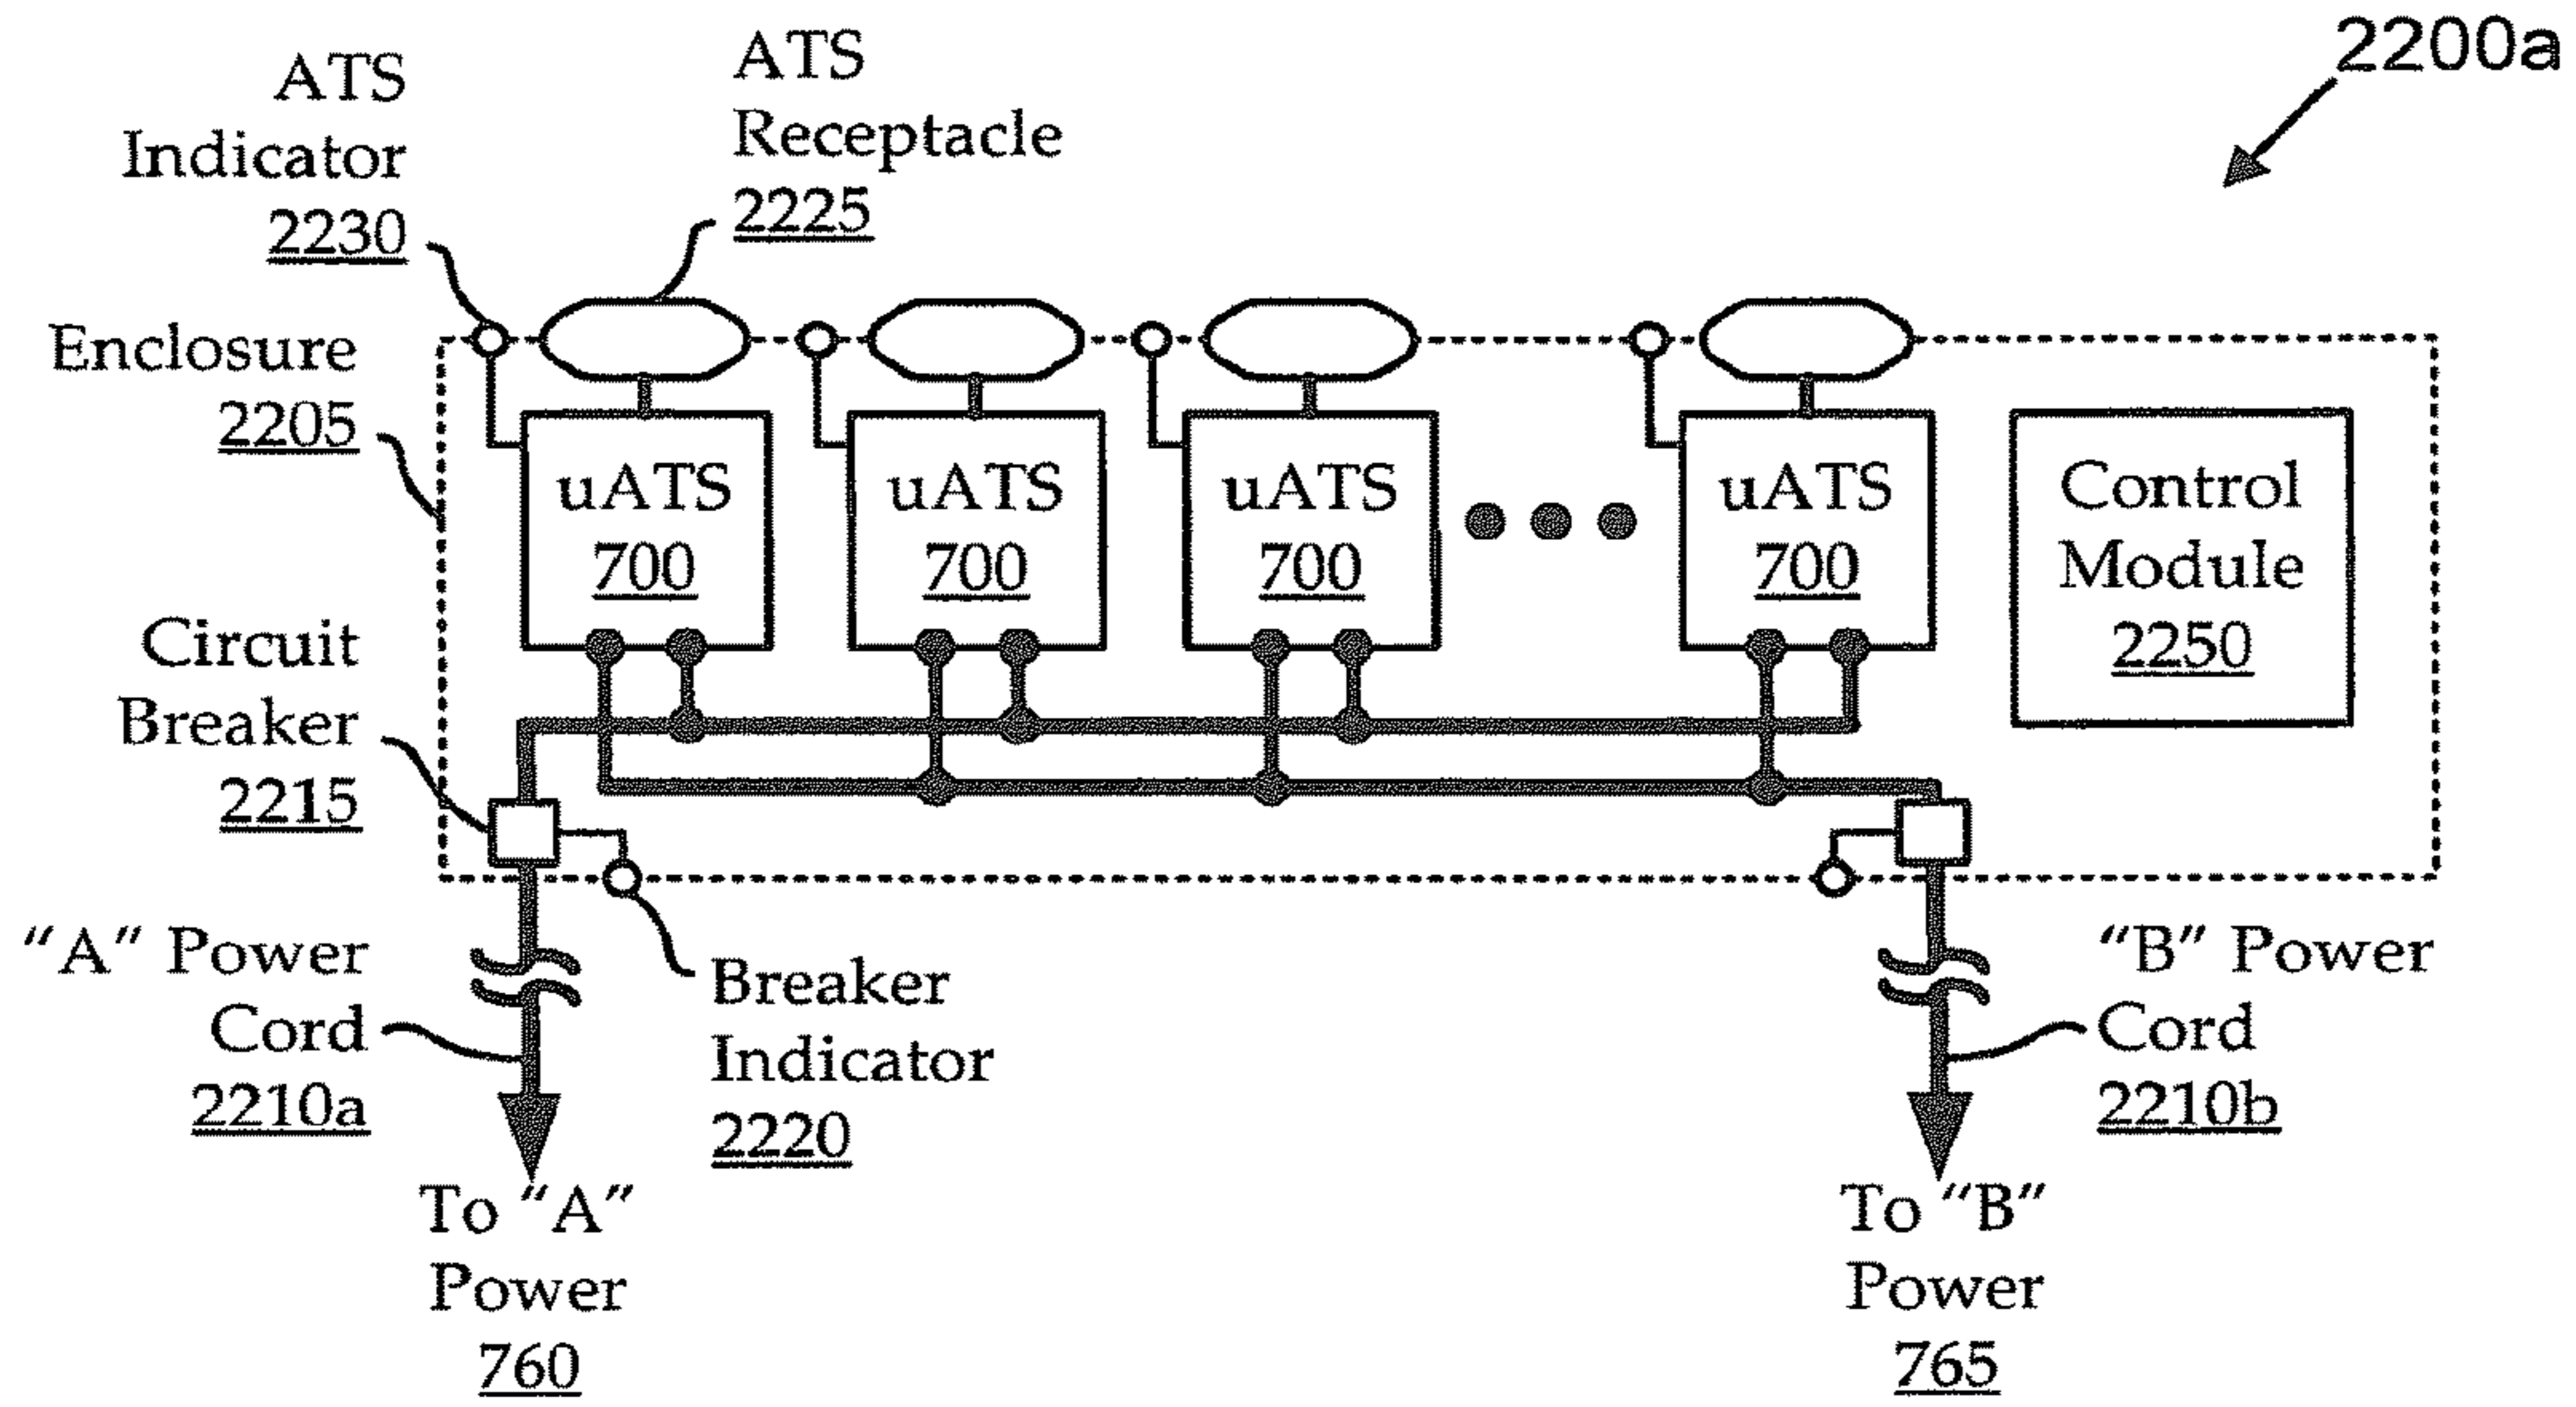 2200a
ATS
Indicator
2230
ATS
Receptacle
2225
Enclosure
2205
uATS
700
uATS
700
uATS
700
uATS
700
Control
Module
2250
Circuit
Breaker
2215
“A” Power
Cord
2210a
Breaker
Indicator
2220
“B” Power
Cord
2210b
To “A”
Power
760
To “B”
Power
765